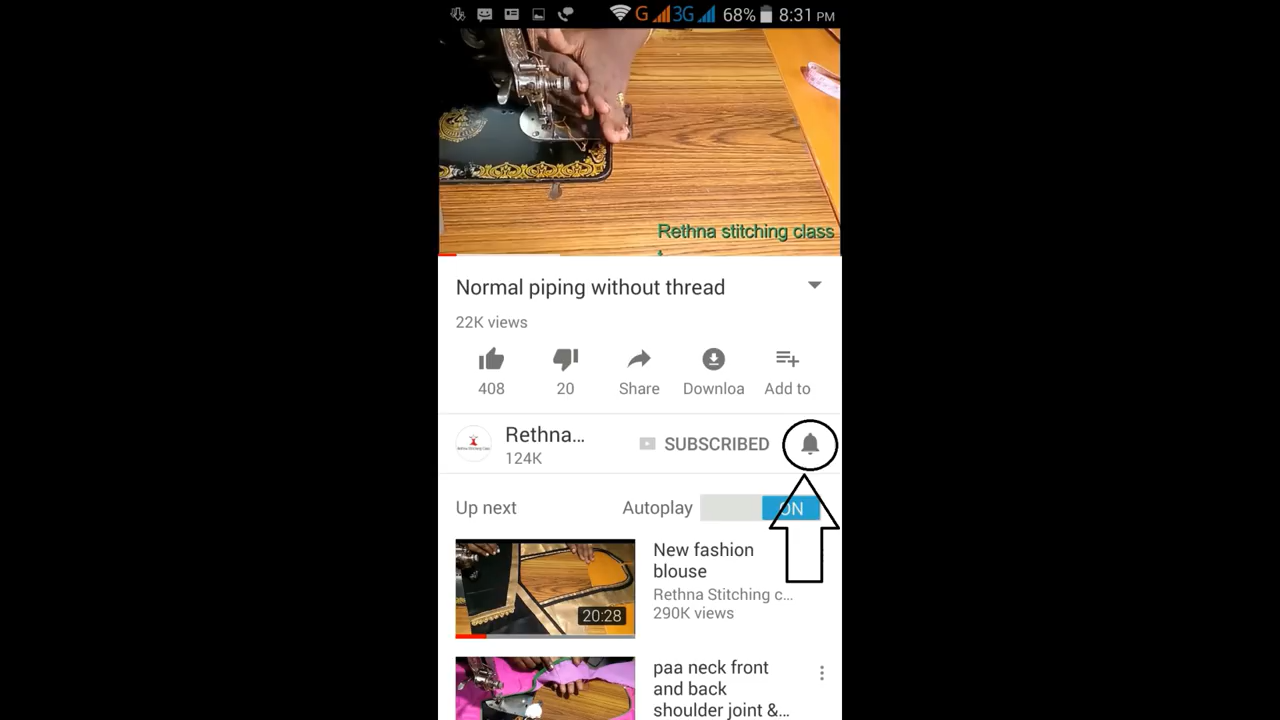 G 3G 68% 8:31 PM
Rethna stitching class
Normal piping without thread
22K views
408 20 Share Downloa Add to
Rethna... SUBSCRIBED
124K
Up next Autoplay ON
New fashion
blouse
Rethna Stitching c...
290K views
20:28
paa neck front
and back
shoulder joint &...